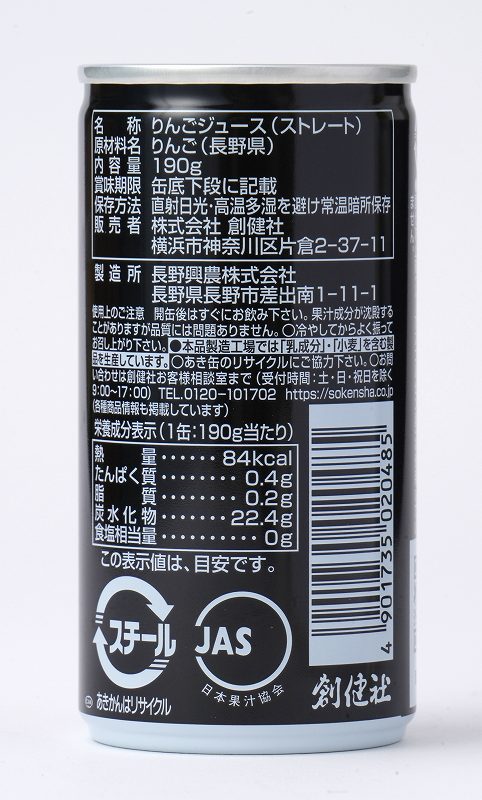 名称 りんごジュース(ストレート)
原材料名 りんご(長野県)
内容量 190g
賞味期限 缶底下段に記載
保存方法 直射日光・高温多湿を避け常温暗所保存
販売者 株式会社 創健社
横浜市神奈川区片倉2-37-11
製造所 長野興農株式会社
長野県長野市差出南1-11-1
使用上のご注意 開缶後はすぐにお飲み下さい。果汁成分が沈殿する
ことがありますが品質には問題ありません。○冷やしてからよく振って
お召し上がり下さい。●本品製造工場では「乳成分」・「小麦」を含む製
品を生産しています。○あき缶のリサイクルにご協力下さい。○お問
い合わせは創健社お客様相談室まで(受付時間:土・日・祝日を除く
9:00~17:00) TEL.0120-101702 https://sokensha.co.jp
(各種商品情報も掲載しています)
栄養成分表示(1缶:190g当たり)
熱量 ········ 84kcal
たんぱく質 ········ 0.4g
脂質 ········ 0.2g
炭水化物 ········ 22.4g
食塩相当量 ········ 0g
この表示値は、目安です。
スチール
あきかんはリサイクル
JAS
日本果汁協会
4 901735 020485
創健社